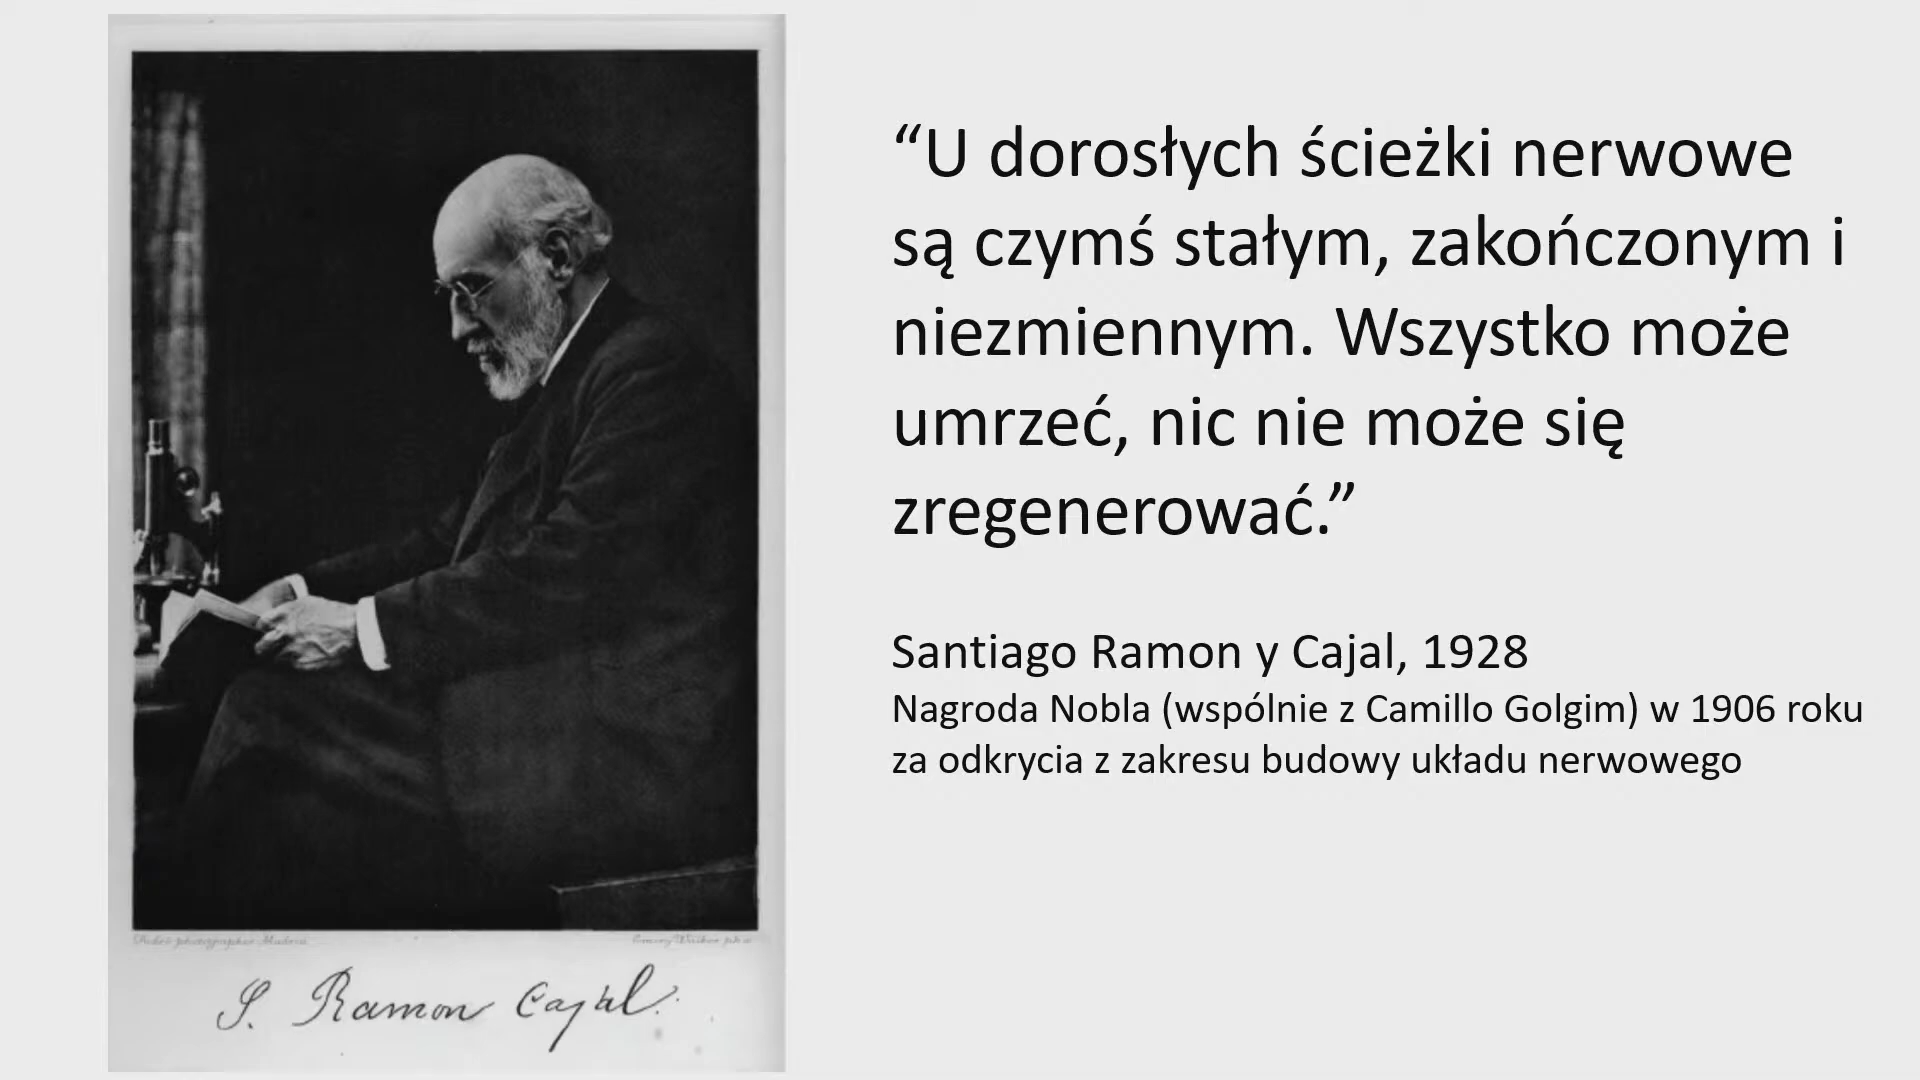 “U dorosłych ścieżki nerwowe
są czymś stałym, zakończonym i
niezmiennym. Wszystko może
umrzeć, nic nie może się
zregenerować.”
Santiago Ramon y Cajal, 1928
Nagroda Nobla (wspólnie z Camillo Golgim) w 1906 roku
za odkrycia z zakresu budowy układu nerwowego
S. Ramon Cajal.